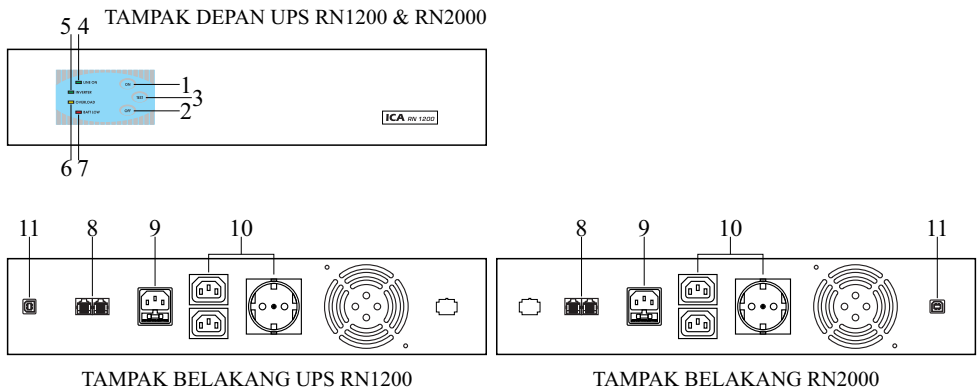 TAMPAK DEPAN UPS RN1200 & RN2000
5 4
LINE ON
INVERTER
OVERLOAD
BATT LOW
ON
TEST
OFF
1
3
2
ICA RN 1200
6 7
11 8 9 10
8 9 10 11
TAMPAK BELAKANG UPS RN1200
TAMPAK BELAKANG RN2000